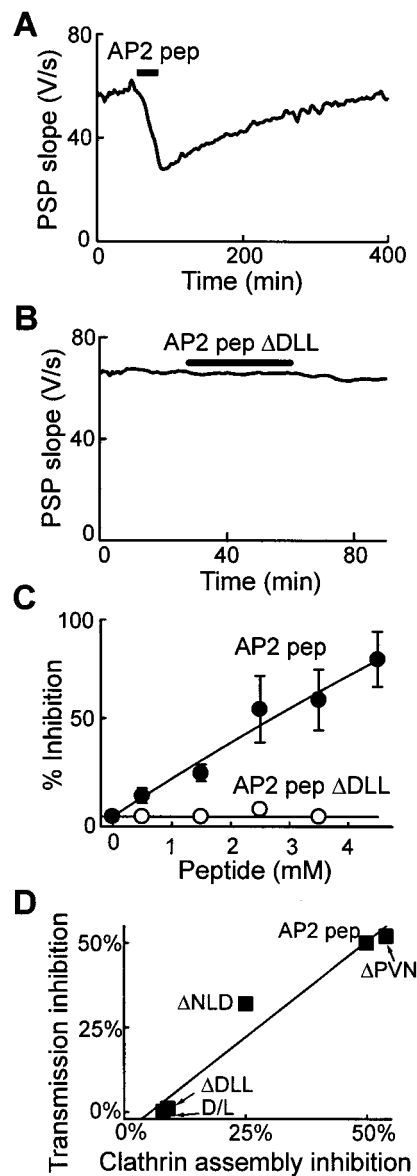 A
AP2 pep
PSP slope (V/s)
80
40
0
0
200
400
Time (min)
B
AP2 pep ΔDLL
PSP slope (V/s)
80
40
0
0
40
80
Time (min)
C
AP2 pep
% Inhibition
100
50
0
AP2 pep ΔDLL
0
1
2
3
4
Peptide (mM)
D
Transmission inhibition
50%
25%
0%
AP2 pep
ΔPVN
ΔNLD
ΔDLL
D/L
0%
25%
50%
Clathrin assembly inhibition